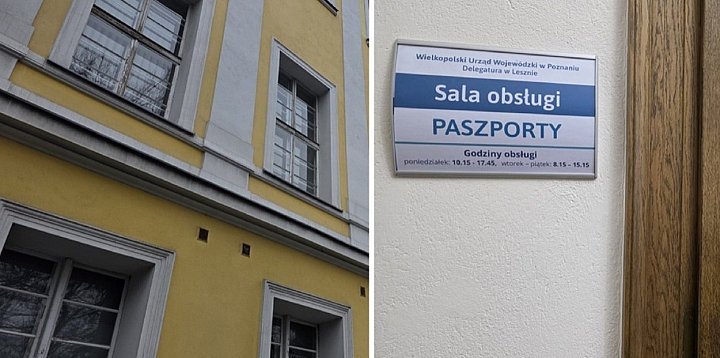 Wielkopolski Urząd Wojewódzki w Poznaniu
Delegatura w Lesznie
Sala obsługi
PASZPORTY
Godziny obsługi
poniedziałek: 10.15 - 17.45, wtorek - piątek: 8.15 - 15.15